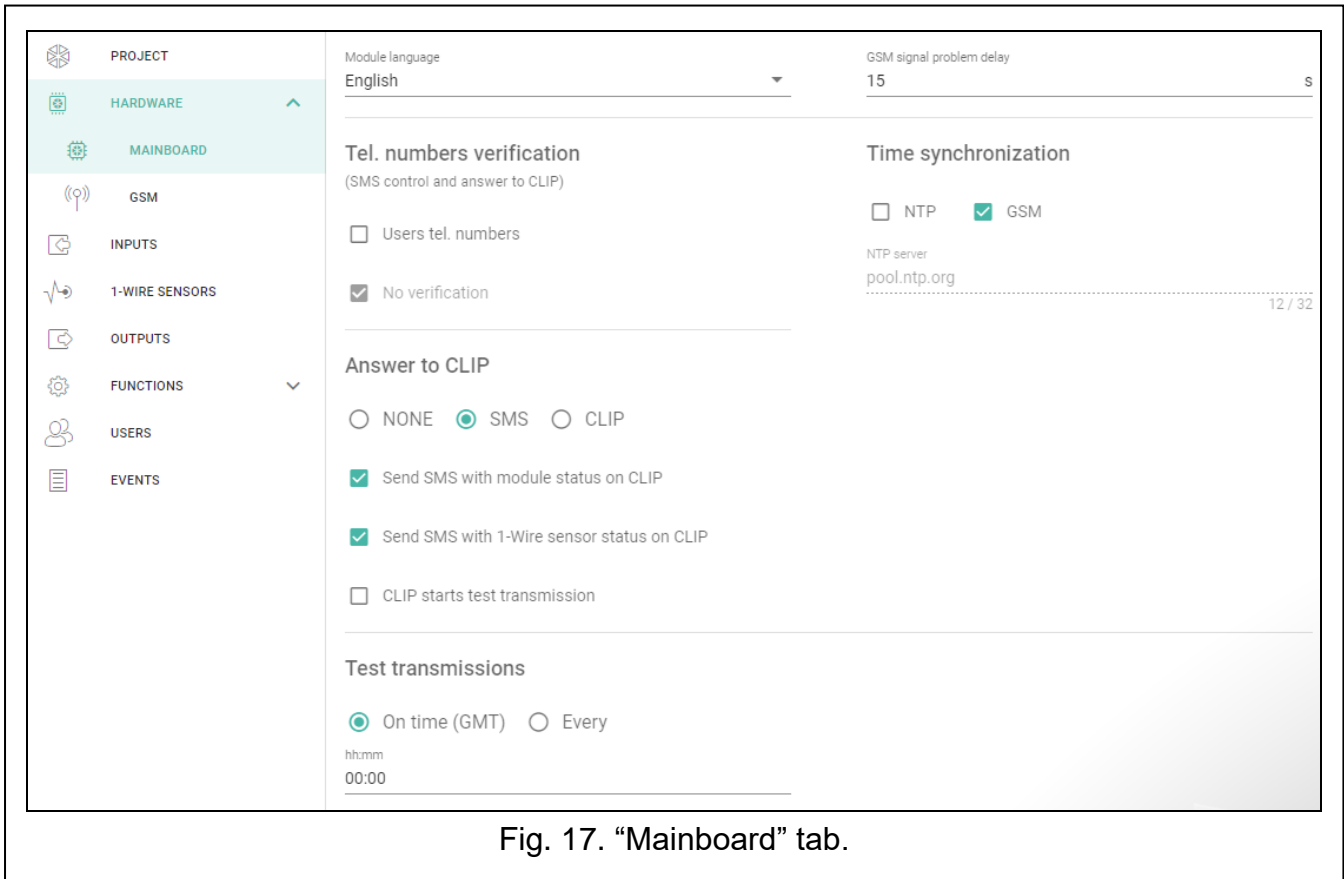 PROJECT
HARDWARE
MAINBOARD
GSM
INPUTS
1-WIRE SENSORS
OUTPUTS
FUNCTIONS
USERS
EVENTS
Module language
English
GSM signal problem delay
15 s
Tel. numbers verification
(SMS control and answer to CLIP)
Users tel. numbers
No verification
Time synchronization
NTP GSM
NTP server
pool.ntp.org
12 / 32
Answer to CLIP
NONE SMS CLIP
Send SMS with module status on CLIP
Send SMS with 1-Wire sensor status on CLIP
CLIP starts test transmission
Test transmissions
On time (GMT) Every
hh:mm
00:00
Fig. 17. “Mainboard” tab.